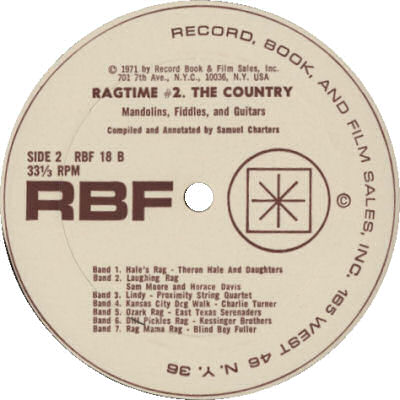 RECORD, BOOK, AND FILM SALES, INC. 165 WEST 46 N.Y. 36
© 1971 by Record Book & Film Sales, Inc.
701 7th Ave., N.Y.C., 10036, N.Y. USA
RAGTIME #2. THE COUNTRY
Mandolins, Fiddles, and Guitars
Compiled and Annotated by Samuel Charters
SIDE 2 RBF 18 B
33⅓ RPM
RBF
©
Band 1. Hale's Rag - Theron Hale And Daughters
Band 2. Laughing Rag
Sam Moore and Horace Davis
Band 3. Lindy - Proximity String Quartet
Band 4. Kansas City Dog Walk - Charlie Turner
Band 5. Ozark Rag - East Texas Serenaders
Band 6. Dill Pickles Rag - Kessinger Brothers
Band 7. Rag Mama Rag - Blind Boy Fuller